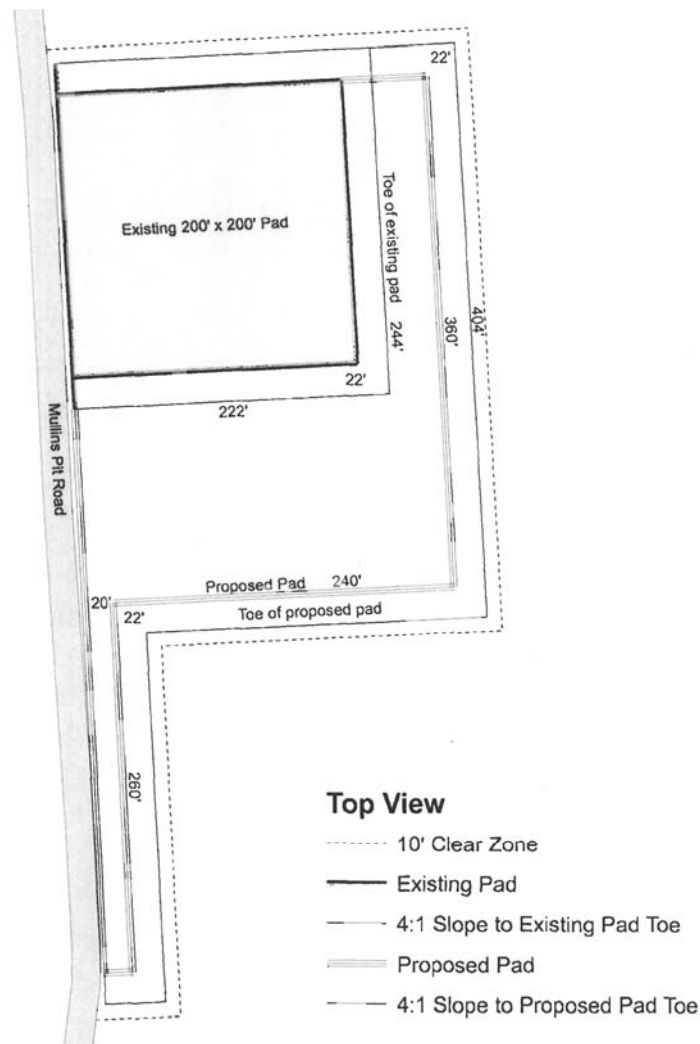 22'
Existing 200' x 200' Pad
Toe of existing pad 244'
360'
404'
22'
222'
Mullins Pit Road
Proposed Pad 240'
20'
22'
Toe of proposed pad
260'
Top View
10' Clear Zone
Existing Pad
4:1 Slope to Existing Pad Toe
Proposed Pad
4:1 Slope to Proposed Pad Toe